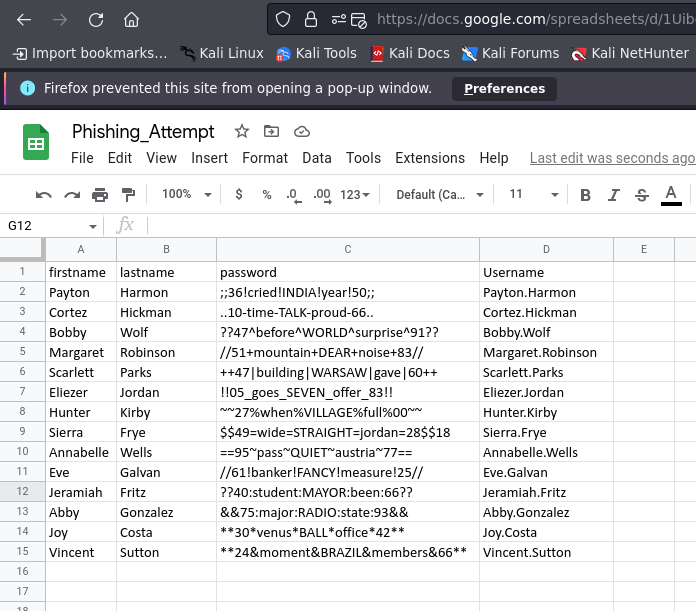 https://docs.google.com/spreadsheets/d/1Uib
Import bookmarks... Kali Linux Kali Tools Kali Docs Kali Forums Kali NetHunter
Firefox prevented this site from opening a pop-up window. Preferences
Phishing_Attempt
File Edit View Insert Format Data Tools Extensions Help Last edit was seconds ago
100% $ % .0 .00 123 Default (Ca... 11 B I S A
G12 fx
A B C D E
1 firstname lastname password Username
2 Payton Harmon ;;36!cried!INDIA!year!50;; Payton.Harmon
3 Cortez Hickman ..10-time-TALK-proud-66.. Cortez.Hickman
4 Bobby Wolf ??47^before^WORLD^surprise^91?? Bobby.Wolf
5 Margaret Robinson //51+mountain+DEAR+noise+83// Margaret.Robinson
6 Scarlett Parks ++47|building|WARSAW|gave|60++ Scarlett.Parks
7 Eliezer Jordan !!05_goes_SEVEN_offer_83!! Eliezer.Jordan
8 Hunter Kirby ~~27%when%VILLAGE%full%00~~ Hunter.Kirby
9 Sierra Frye $$49=wide=STRAIGHT=jordan=28$$18 Sierra.Frye
10 Annabelle Wells ==95~pass~QUIET~austria~77== Annabelle.Wells
11 Eve Galvan //61!banker!FANCY!measure!25// Eve.Galvan
12 Jeramiah Fritz ??40:student:MAYOR:been:66?? Jeramiah.Fritz
13 Abby Gonzalez &&75:major:RADIO:state:93&& Abby.Gonzalez
14 Joy Costa **30*venus*BALL*office*42** Joy.Costa
15 Vincent Sutton **24&moment&BRAZIL&members&66** Vincent.Sutton
16
17
18